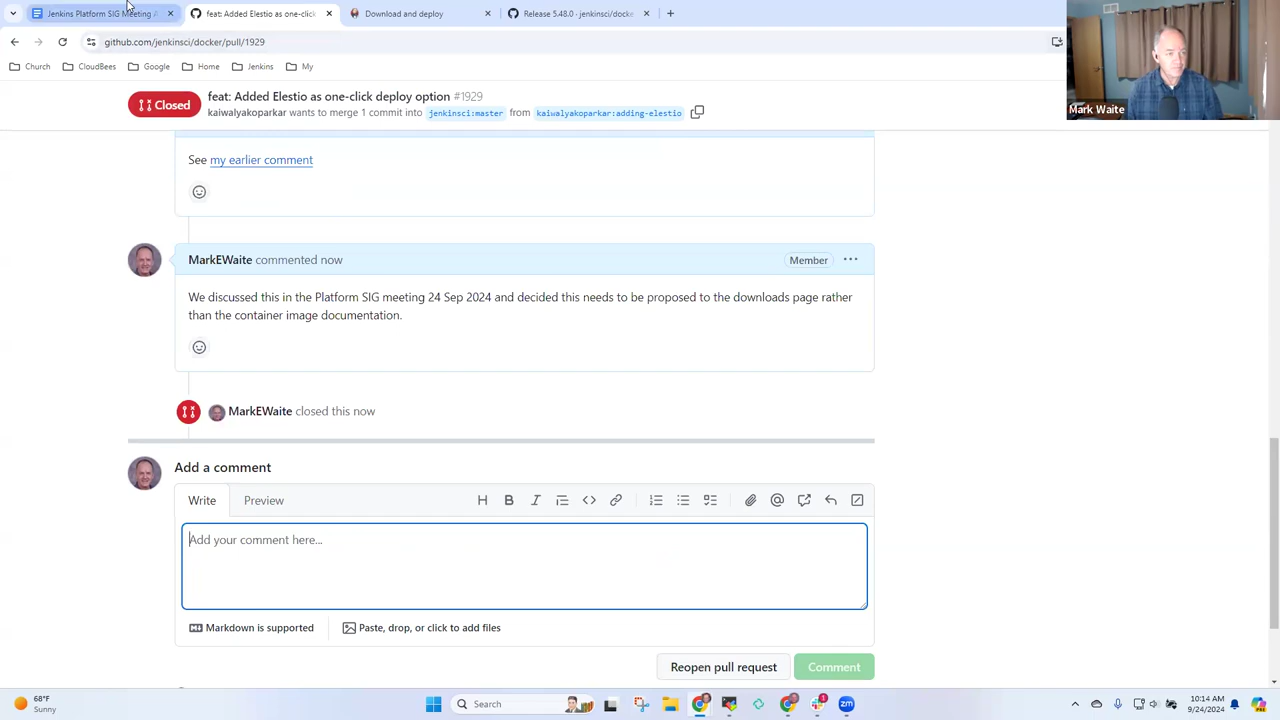 Jenkins Platform SIG Meeting A
feat: Added Elestio as one-click
Download and deploy
Release 5.48.0 · jenkinsci/docke
github.com/jenkinsci/docker/pull/1929
Church
CloudBees
Google
Home
Jenkins
My
Mark Waite
Closed
feat: Added Elestio as one-click deploy option #1929
kaiwalyakoparkar wants to merge 1 commit into jenkinsci:master from kaiwalyakoparkar:adding-elestio
See my earlier comment
MarkEWaite commented now
Member
We discussed this in the Platform SIG meeting 24 Sep 2024 and decided this needs to be proposed to the downloads page rather
than the container image documentation.
MarkEWaite closed this now
Add a comment
Write
Preview
Add your comment here...
Markdown is supported
Paste, drop, or click to add files
Reopen pull request
Comment
68°F
Sunny
Search
10:14 AM
9/24/2024